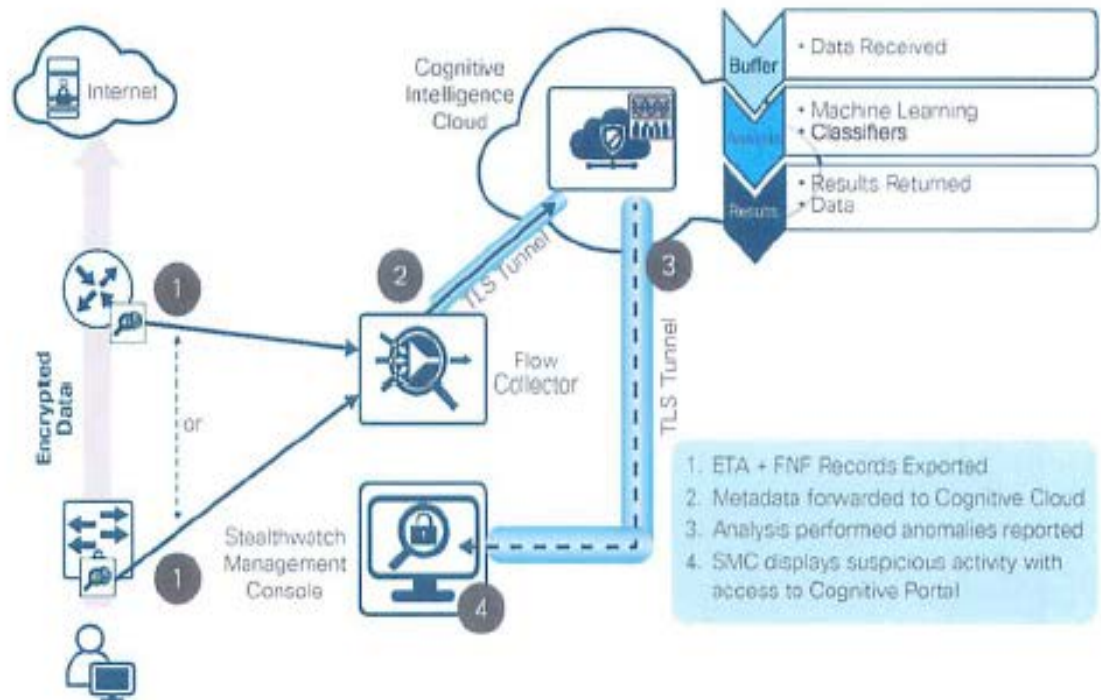 Internet
Cognitive
Intelligence
Cloud
Buffer
• Data Received
• Machine Learning
• Classifiers
Results
• Results Returned
• Data
1
2
TLS Tunnel
3
Flow
Collector
TLS Tunnel
Encrypted
Data
or
1
Stealthwatch
Management
Console
4
1. ETA + FNF Records Exported
2. Metadata forwarded to Cognitive Cloud
3. Analysis performed anomalies reported
4. SMC displays suspicious activity with
access to Cognitive Portal